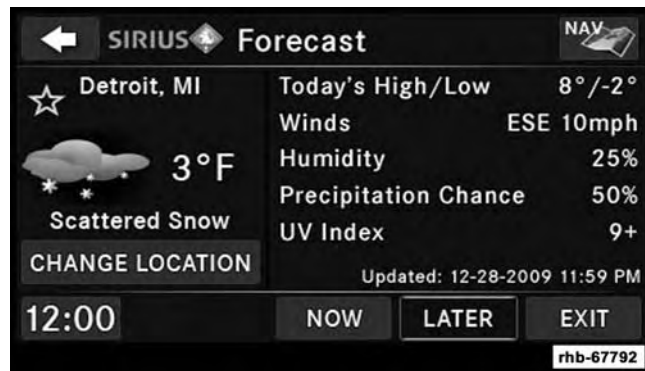 SIRIUS Forecast
NAV
Detroit, MI
3°F
Scattered Snow
CHANGE LOCATION
Today's High/Low 8°/-2°
Winds ESE 10mph
Humidity 25%
Precipitation Chance 50%
UV Index 9+
Updated: 12-28-2009 11:59 PM
12:00 NOW LATER EXIT
rhb-67792